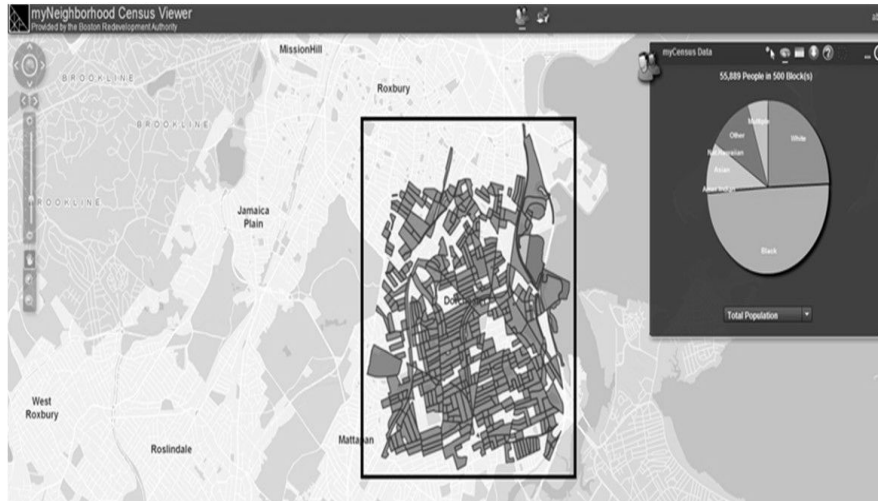 myNeighborhood Census Viewer
Provided by the Boston Redevelopment Authority
MissionHill
Roxbury
BROOKLINE
BROOKLINE
Jamaica
Plain
West
Roxbury
Roslindale
Mattapan
myCensus Data
55,889 People in 500 Block(s)
Multiple
White
Other
Asian
Black
Total Population